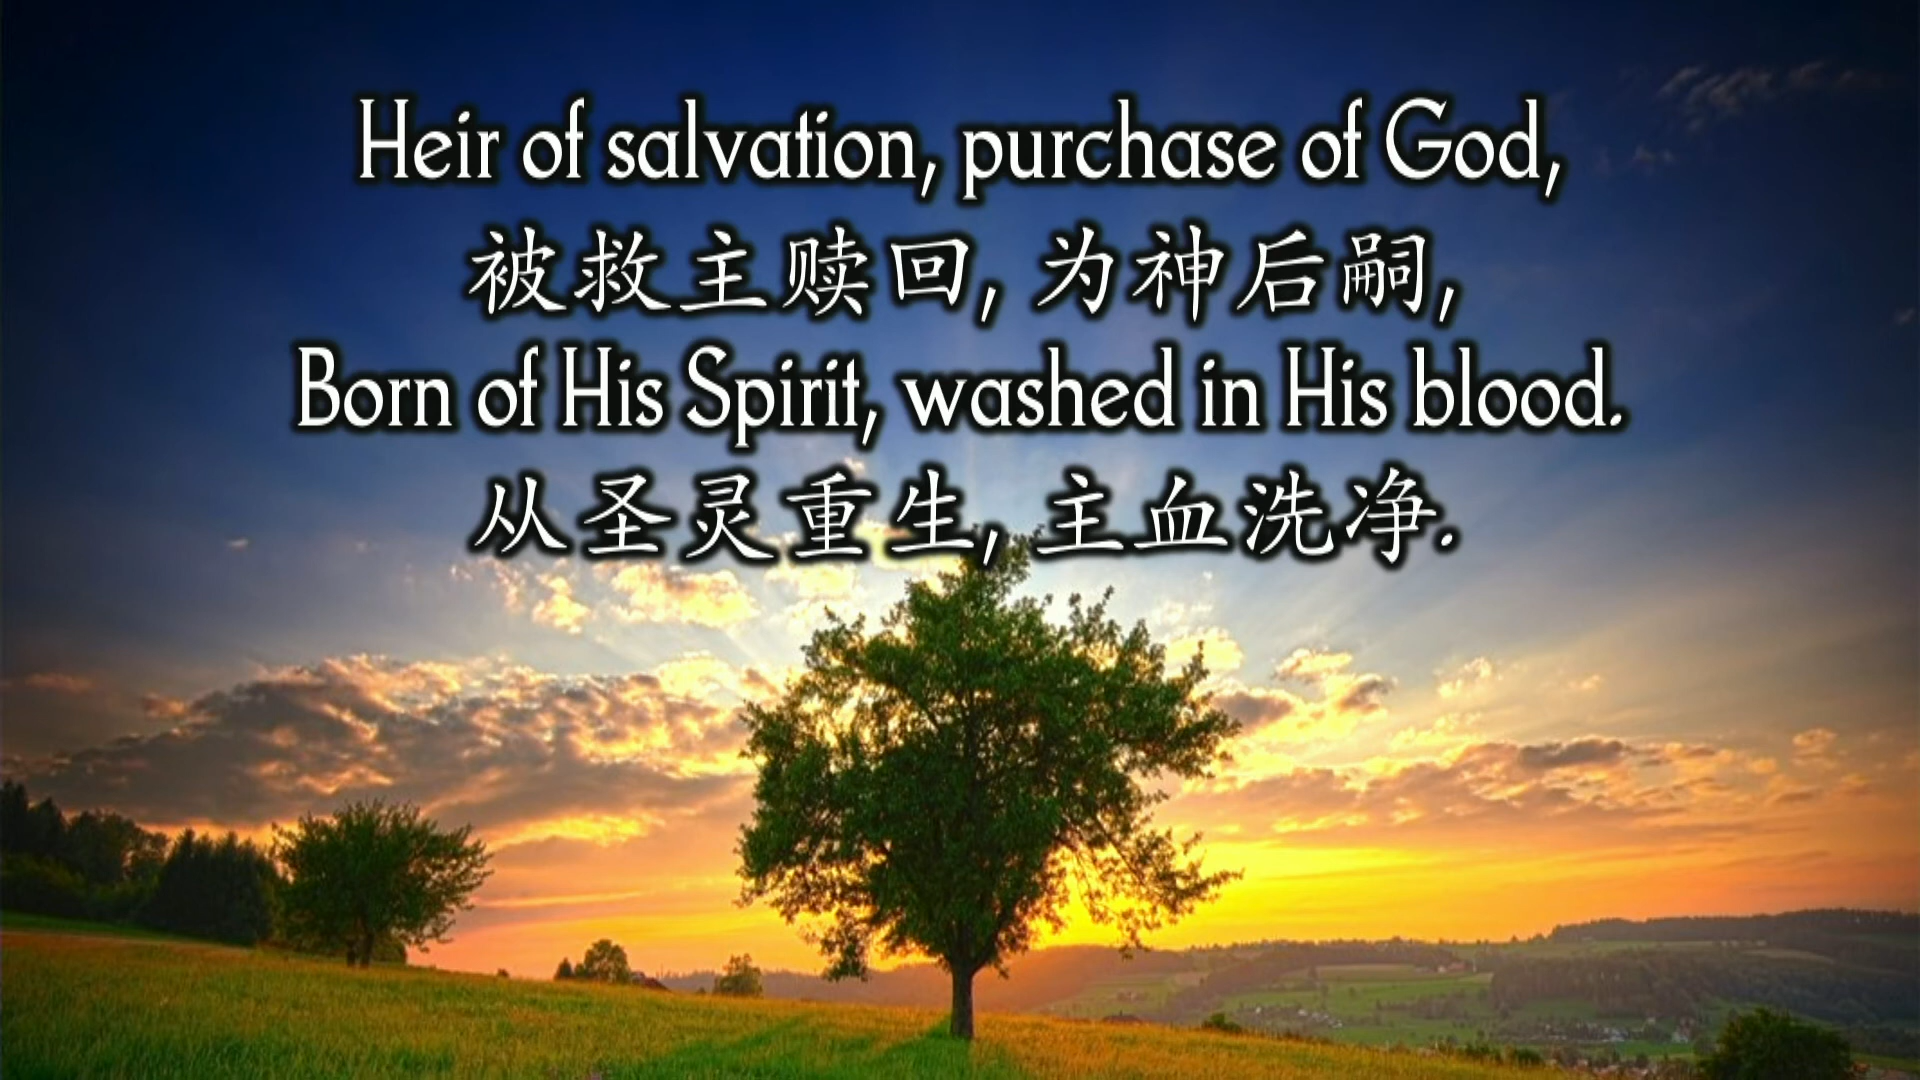 Heir of salvation, purchase of God,
被救主赎回, 为神后嗣,
Born of His Spirit, washed in His blood.
从圣灵重生, 主血洗净.